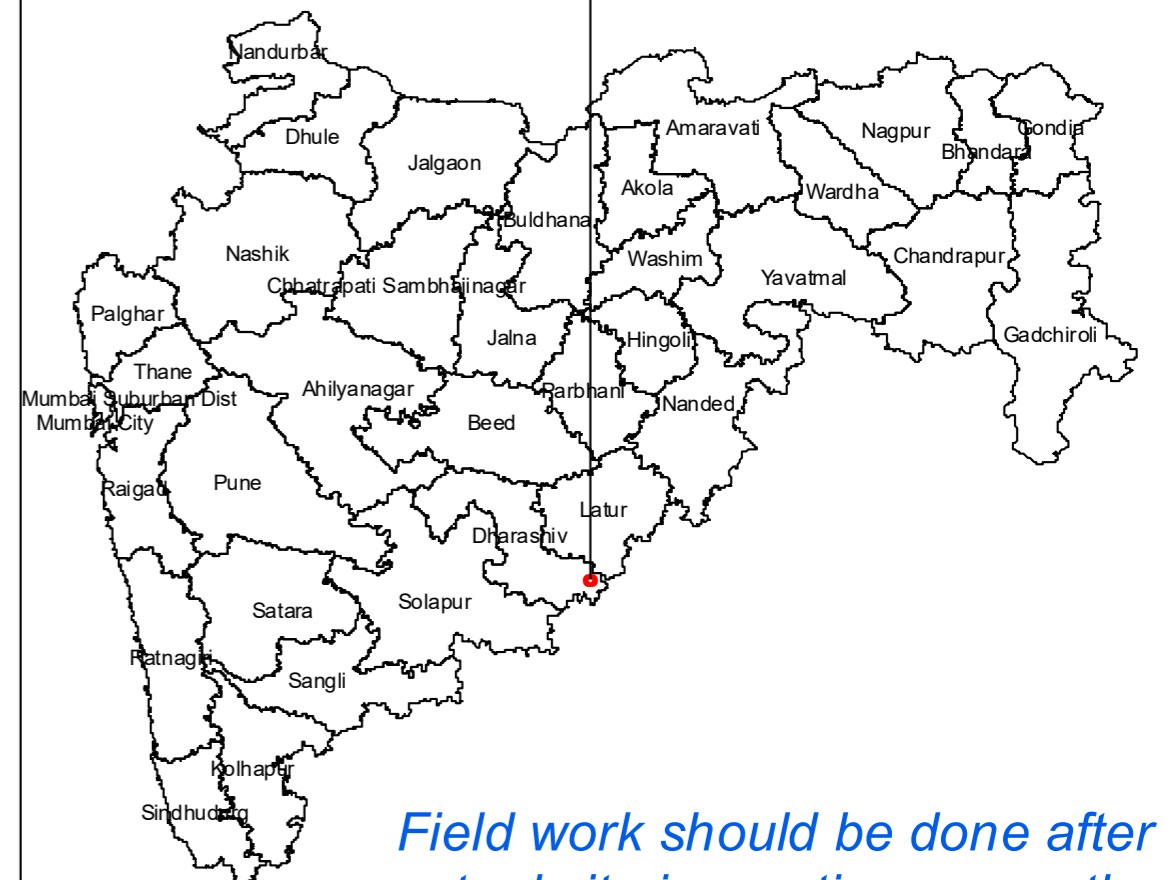 Nandurbar
Dhule
Jalgaon
Amaravati
Nagpur
Gondia
Bhandara
Akola
Wardha
Buldhana
Nashik
Washim
Chandrapur
Yavatmal
Chhatrapati Sambhajinagar
Palghar
Jalna
Hingoli
Gadchiroli
Thane
Ahilyanagar
Parbhani
Mumbai Suburban Dist
Nanded
Mumbai City
Beed
Raigad
Pune
Latur
Dharashiv
Satara
Solapur
Ratnagiri
Sangli
Kolhapur
Sindhudurg
Field work should be done after